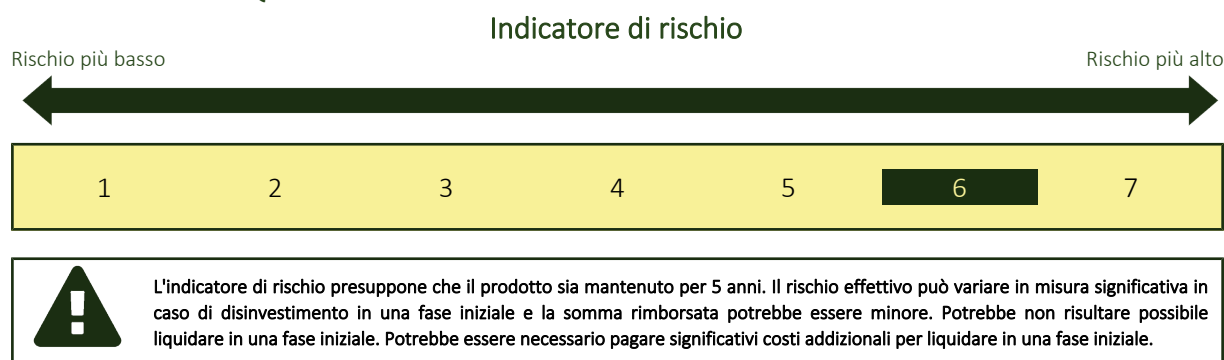 Indicatore di rischio
Rischio più basso
Rischio più alto
1 2 3 4 5 6 7
L'indicatore di rischio presuppone che il prodotto sia mantenuto per 5 anni. Il rischio effettivo può variare in misura significativa in
caso di disinvestimento in una fase iniziale e la somma rimborsata potrebbe essere minore. Potrebbe non risultare possibile
liquidare in una fase iniziale. Potrebbe essere necessario pagare significativi costi addizionali per liquidare in una fase iniziale.